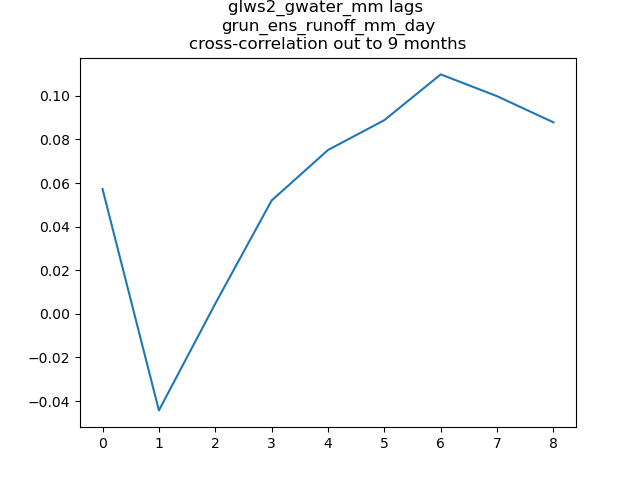 glws2_gwater_mm lags
grun_ens_runoff_mm_day
cross-correlation out to 9 months
0.10
0.08
0.06
0.04
0.02
0.00
−0.02
−0.04
0 1 2 3 4 5 6 7 8